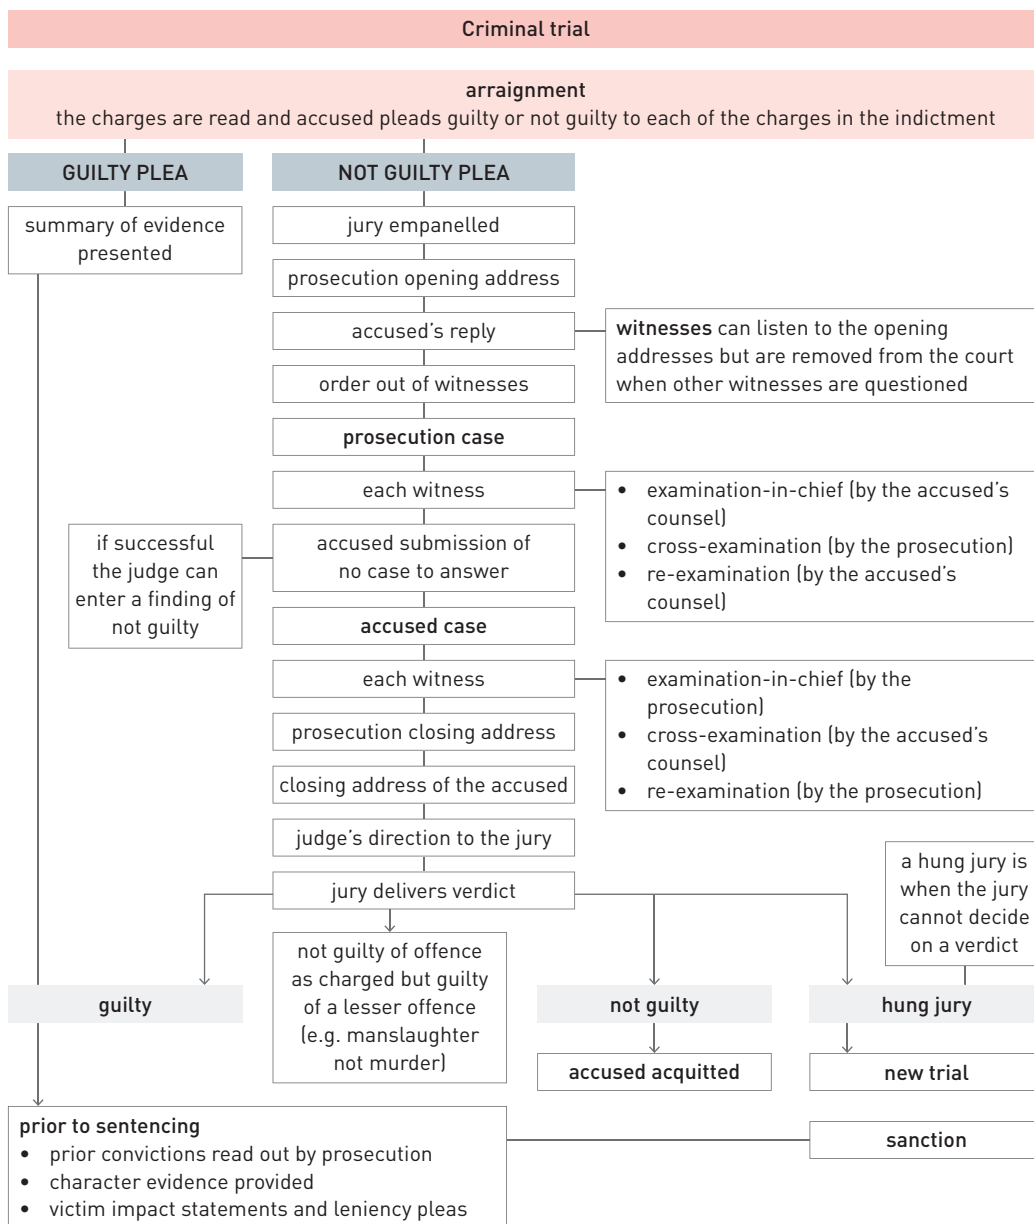 Criminal trial
arraignment
the charges are read and accused pleads guilty or not guilty to each of the charges in the indictment
GUILTY PLEA
NOT GUILTY PLEA
summary of evidence
presented
jury empanelled
prosecution opening address
accused's reply
witnesses can listen to the opening
addresses but are removed from the court
when other witnesses are questioned
order out of witnesses
prosecution case
each witness
• examination-in-chief (by the accused's
counsel)
• cross-examination (by the prosecution)
• re-examination (by the accused's
counsel)
accused submission of
no case to answer
if successful
the judge can
enter a finding of
not guilty
accused case
each witness
• examination-in-chief (by the
prosecution)
• cross-examination (by the accused's
counsel)
• re-examination (by the prosecution)
prosecution closing address
closing address of the accused
judge's direction to the jury
jury delivers verdict
a hung jury is
when the jury
cannot decide
on a verdict
guilty
not guilty of offence
as charged but guilty
of a lesser offence
(e.g. manslaughter
not murder)
not guilty
hung jury
accused acquitted
new trial
prior to sentencing
• prior convictions read out by prosecution
• character evidence provided
• victim impact statements and leniency pleas
sanction